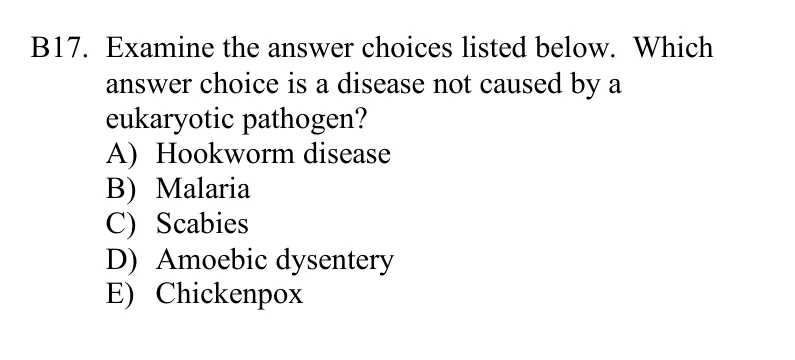 B17. Examine the answer choices listed below. Which
answer choice is a disease not caused by a
eukaryotic pathogen?
A) Hookworm disease
B) Malaria
C) Scabies
D) Amoebic dysentery
E) Chickenpox